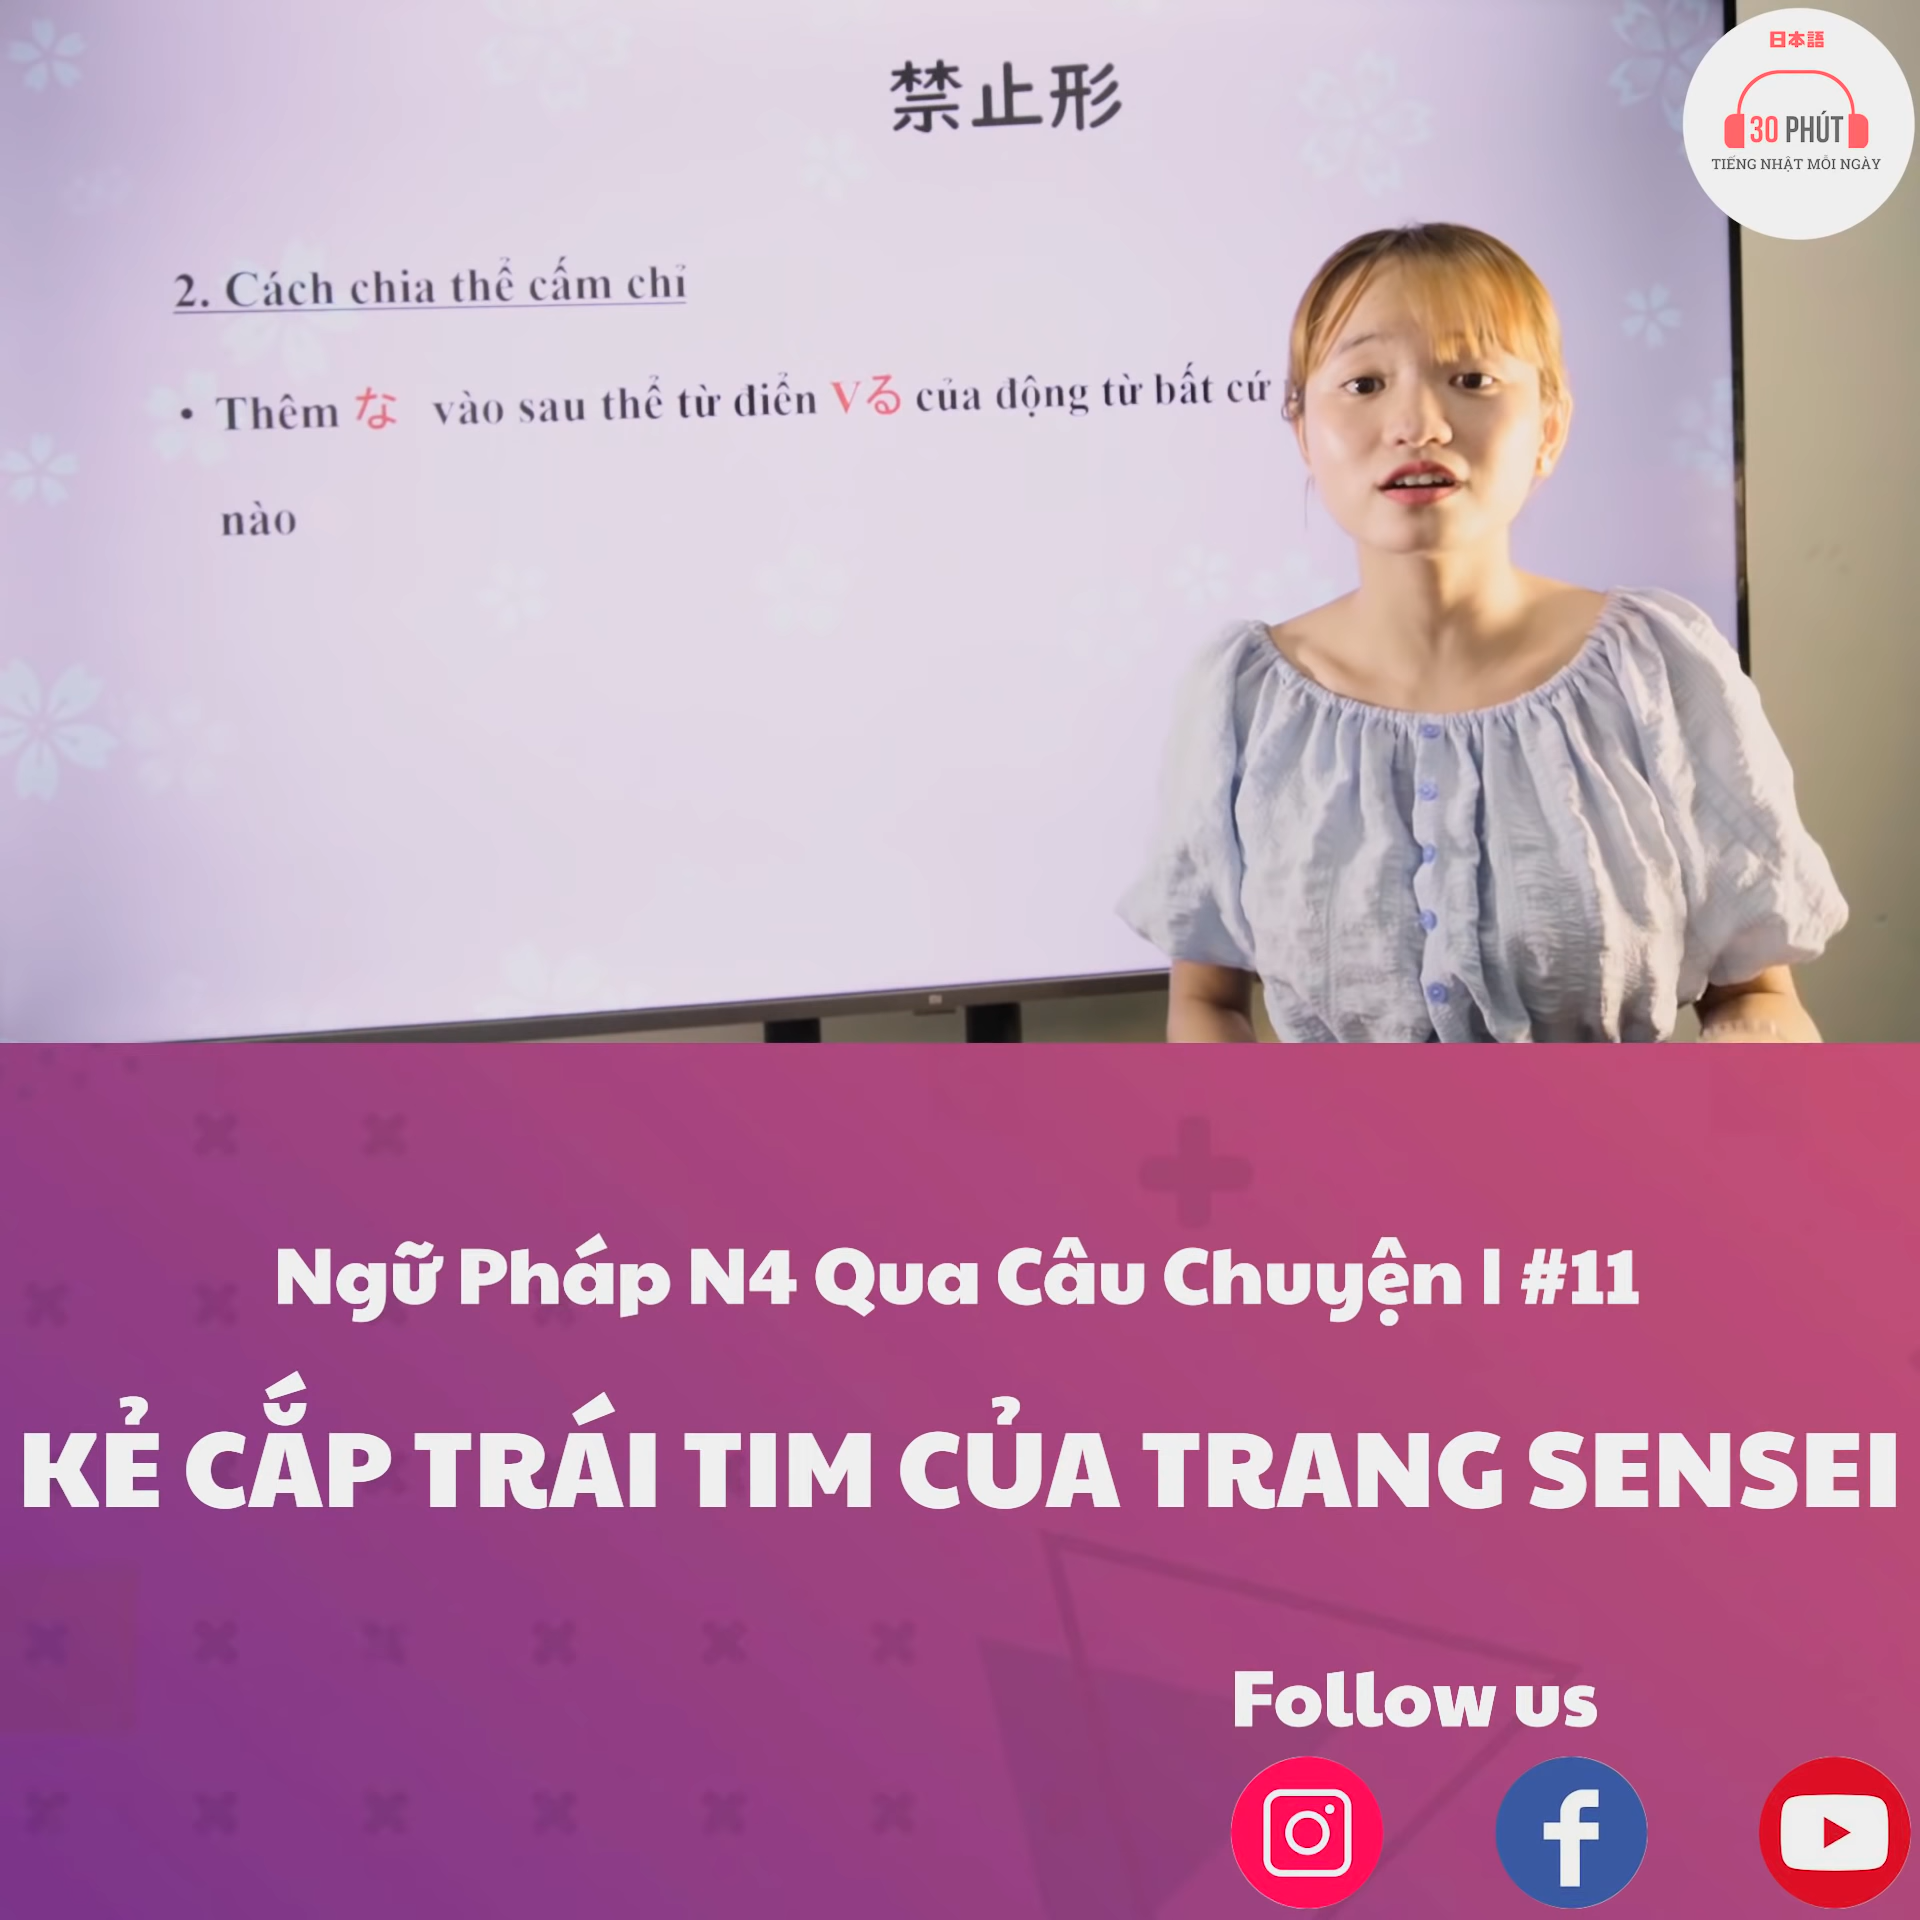 禁止形
日本語
30 PHÚT
TIẾNG NHẬT MỖI NGÀY
2. Cách chia thể cấm chỉ
• Thêm な vào sau thể từ điển Vる của động từ bất cứ
nào
Ngữ Pháp N4 Qua Câu Chuyện I #11
KẺ CẮP TRÁI TIM CỦA TRANG SENSEI
Follow us